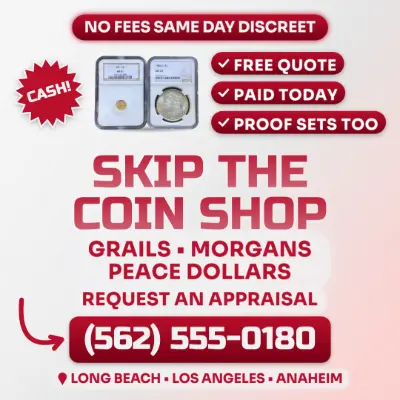 NO FEES SAME DAY DISCREET
CASH!
✓ FREE QUOTE
✓ PAID TODAY
✓ PROOF SETS TOO
SKIP THE
COIN SHOP
GRAILS ▪ MORGANS
PEACE DOLLARS
REQUEST AN APPRAISAL
(562) 555-0180
LONG BEACH ▪ LOS ANGELES ▪ ANAHEIM